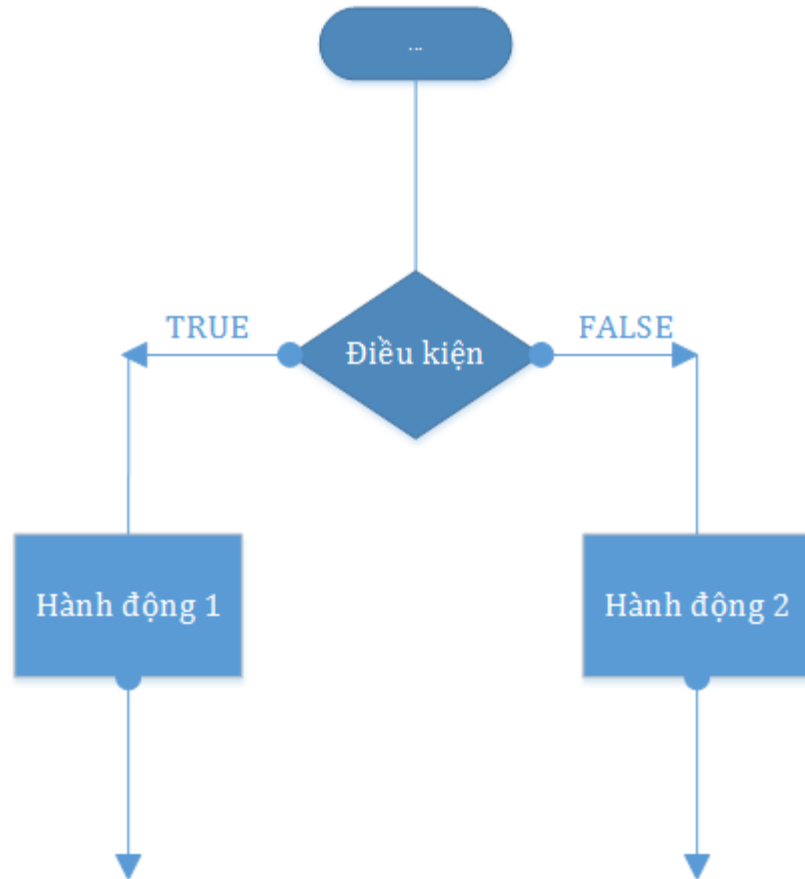 ...
TRUE
Điều kiện
FALSE
Hành động 1
Hành động 2